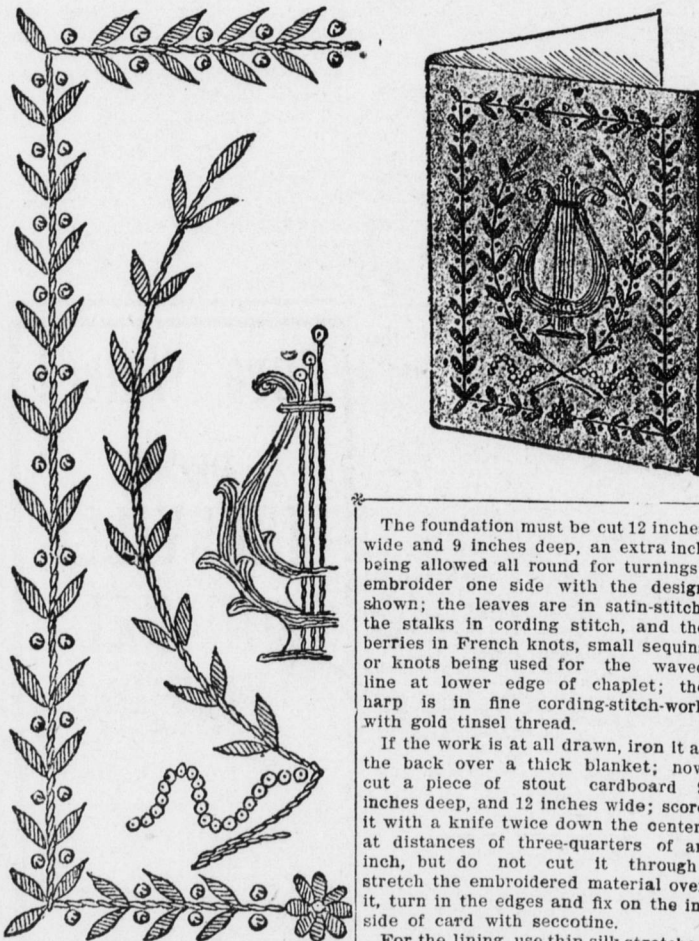 The foundation must be cut 12 inche
wide and 9 inches deep, an extra inch
being allowed all round for turnings
embroider one side with the design
shown; the leaves are in satin-stitch
the stalks in cording stitch, and the
berries in French knots, small sequins
or knots being used for the waved
line at lower edge of chaplet; the
harp is in fine cording-stitch-work
with gold tinsel thread.
If the work is at all drawn, iron it a
the back over a thick blanket; now
cut a piece of stout cardboard
inches deep, and 12 inches wide; score
it with a knife twice down the center
at distances of three-quarters of an
inch, but do not cut it through
stretch the embroidered material over
it, turn in the edges and fix on the in
side of card with seccotine.
For the lining, use thin silk